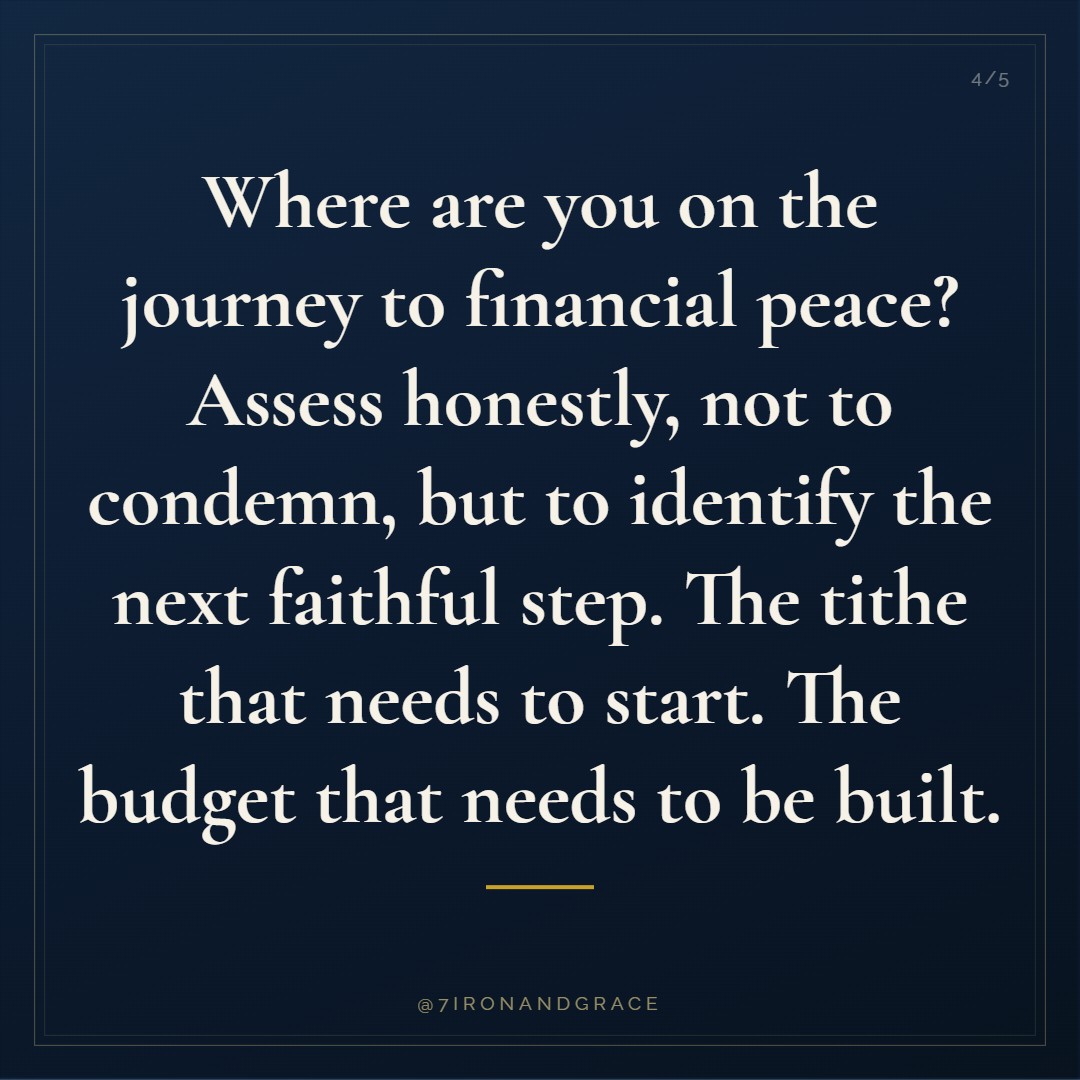 4/5
Where are you on the
journey to financial peace?
Assess honestly, not to
condemn, but to identify the
next faithful step. The tithe
that needs to start. The
budget that needs to be built.
@7IRONANDGRACE